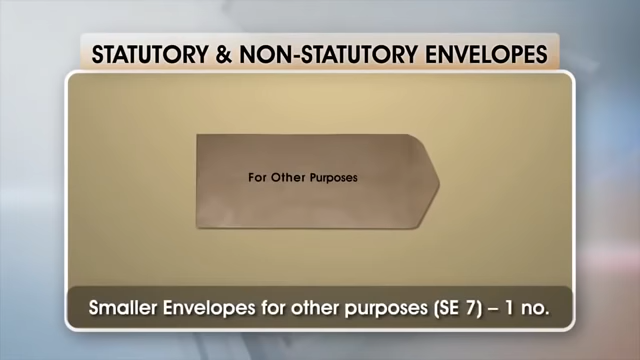 STATUTORY & NON-STATUTORY ENVELOPES
For Other Purposes
Smaller Envelopes for other purposes (SE 7) – 1 no.